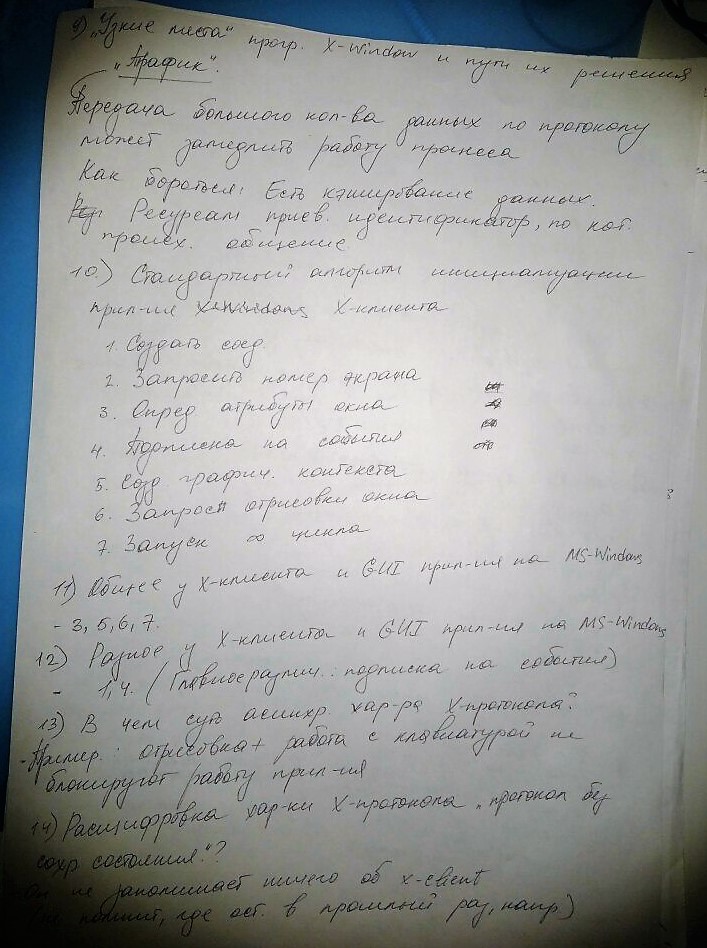 9) „Узкие места" прогр. X-Window и пути их решения
„Трафик".
Передача большого кол-ва данных по протоколу
может замедлить работу процесса
Как бороться: Есть кэширование данных.
Ресурсам присв. идентификатор, по кот.
происх. общение.
10.) Стандартный алгоритм инициализации
прил-ия X-Windows X-клиента
1. Создать соед.
2. Запросить номер экрана
3. Опред атрибуты окна
4. Подписка на события
5. Созд графич. контекста
6. Запрос отрисовки окна
7. Запуск ∞ цикла
11) Общее у X-клиента и GUI прил-ия на MS-Windows
- 3, 5, 6, 7.
12) Разное у X-клиента и GUI прил-ия на MS-Windows
- 1, 4. (Главное различ.: подписка на события)
13) В чем суть асинхр. хар-ра X-протокола?
- Пример.: отрисовка + работа с клавиатурой не
блокируют работу прил-ия
14) Расшифровка хар-ки X-протокола „протокол без
сохр состояния."?
Он не запоминает ничего об x-client
помнит, где ост. в прошлый раз, напр)